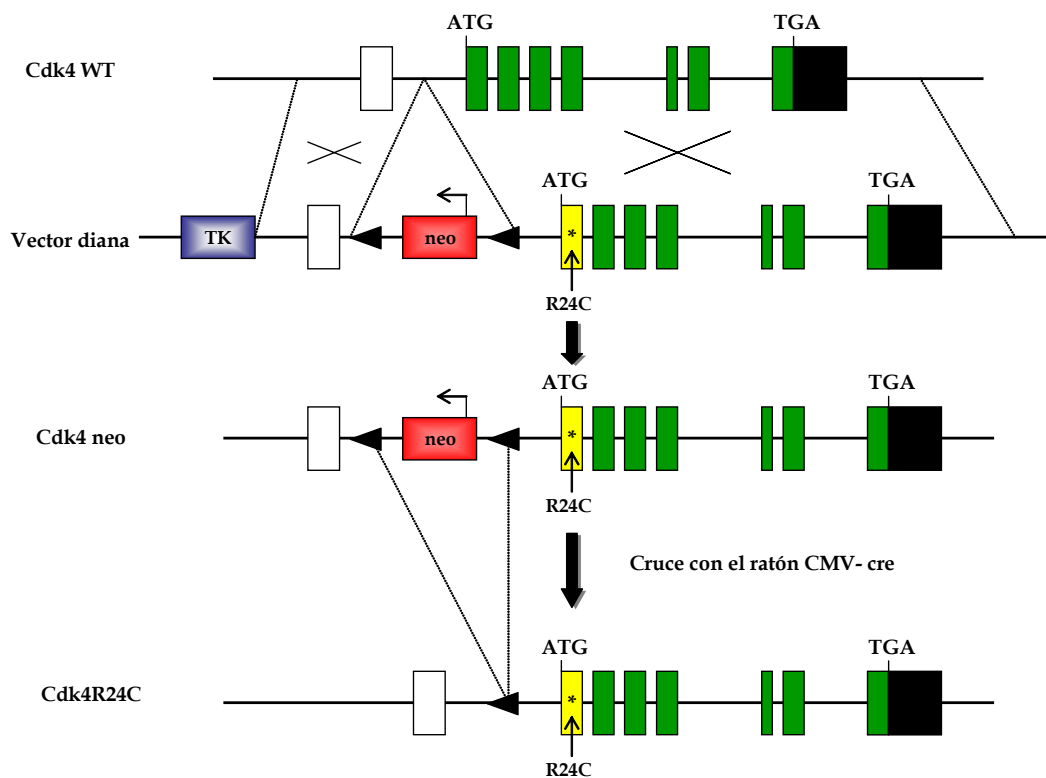 ATG
TGA
Cdk4 WT
ATG
TGA
Vector diana
TK
neo
*
R24C
ATG
TGA
Cdk4 neo
neo
*
R24C
Cruce con el ratón CMV- cre
ATG
TGA
Cdk4R24C
*
R24C